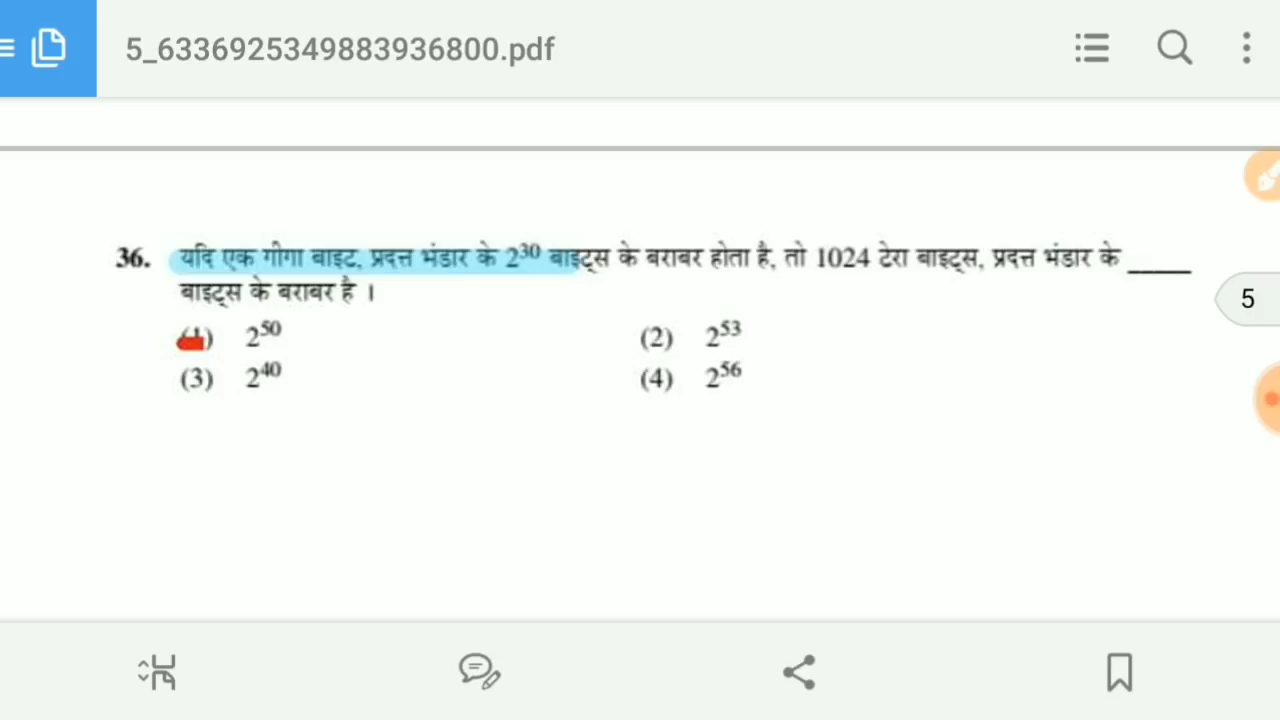 5_6336925349883936800.pdf
36. यदि एक गीगा बाइट, प्रदत्त भंडार के 2³⁰ बाइट्स के बराबर होता है, तो 1024 टेरा बाइट्स, प्रदत्त भंडार के _____
बाइट्स के बराबर है ।
5
(1) 2⁵⁰ (2) 2⁵³
(3) 2⁴⁰ (4) 2⁵⁶